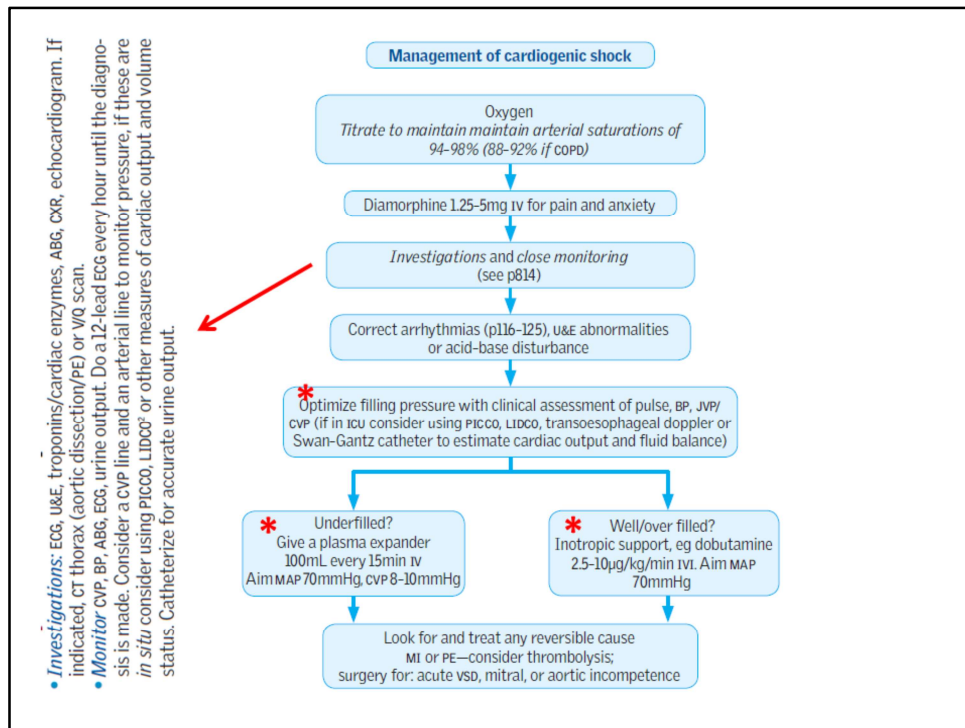 • Investigations: ECG, U&E, troponins/cardiac enzymes, ABG, CXR, echocardiogram. If
indicated, CT thorax (aortic dissection/PE) or V/Q scan.
• Monitor CVP, BP, ABG, ECG, urine output. Do a 12-lead ECG every hour until the diagno-
sis is made. Consider a CVP line and an arterial line to monitor pressure, if these are
in situ consider using PICCO, LIDCO² or other measures of cardiac output and volume
status. Catheterize for accurate urine output.
Management of cardiogenic shock
Oxygen
Titrate to maintain maintain arterial saturations of
94–98% (88–92% if COPD)
Diamorphine 1.25–5mg IV for pain and anxiety
Investigations and close monitoring
(see p814)
Correct arrhythmias (p116–125), U&E abnormalities
or acid-base disturbance
* Optimize filling pressure with clinical assessment of pulse, BP, JVP/
CVP (if in ICU consider using PICCO, LIDCO, transoesophageal doppler or
Swan–Gantz catheter to estimate cardiac output and fluid balance)
* Underfilled?
Give a plasma expander
100mL every 15min IV
Aim MAP 70mmHg, CVP 8–10mmHg
* Well/over filled?
Inotropic support, eg dobutamine
2.5–10µg/kg/min IVI. Aim MAP
70mmHg
Look for and treat any reversible cause
MI or PE—consider thrombolysis;
surgery for: acute VSD, mitral, or aortic incompetence